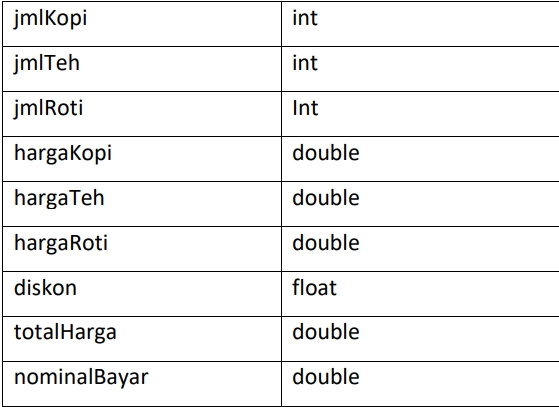 jmlKopi int
jmlTeh int
jmlRoti Int
hargaKopi double
hargaTeh double
hargaRoti double
diskon float
totalHarga double
nominalBayar double